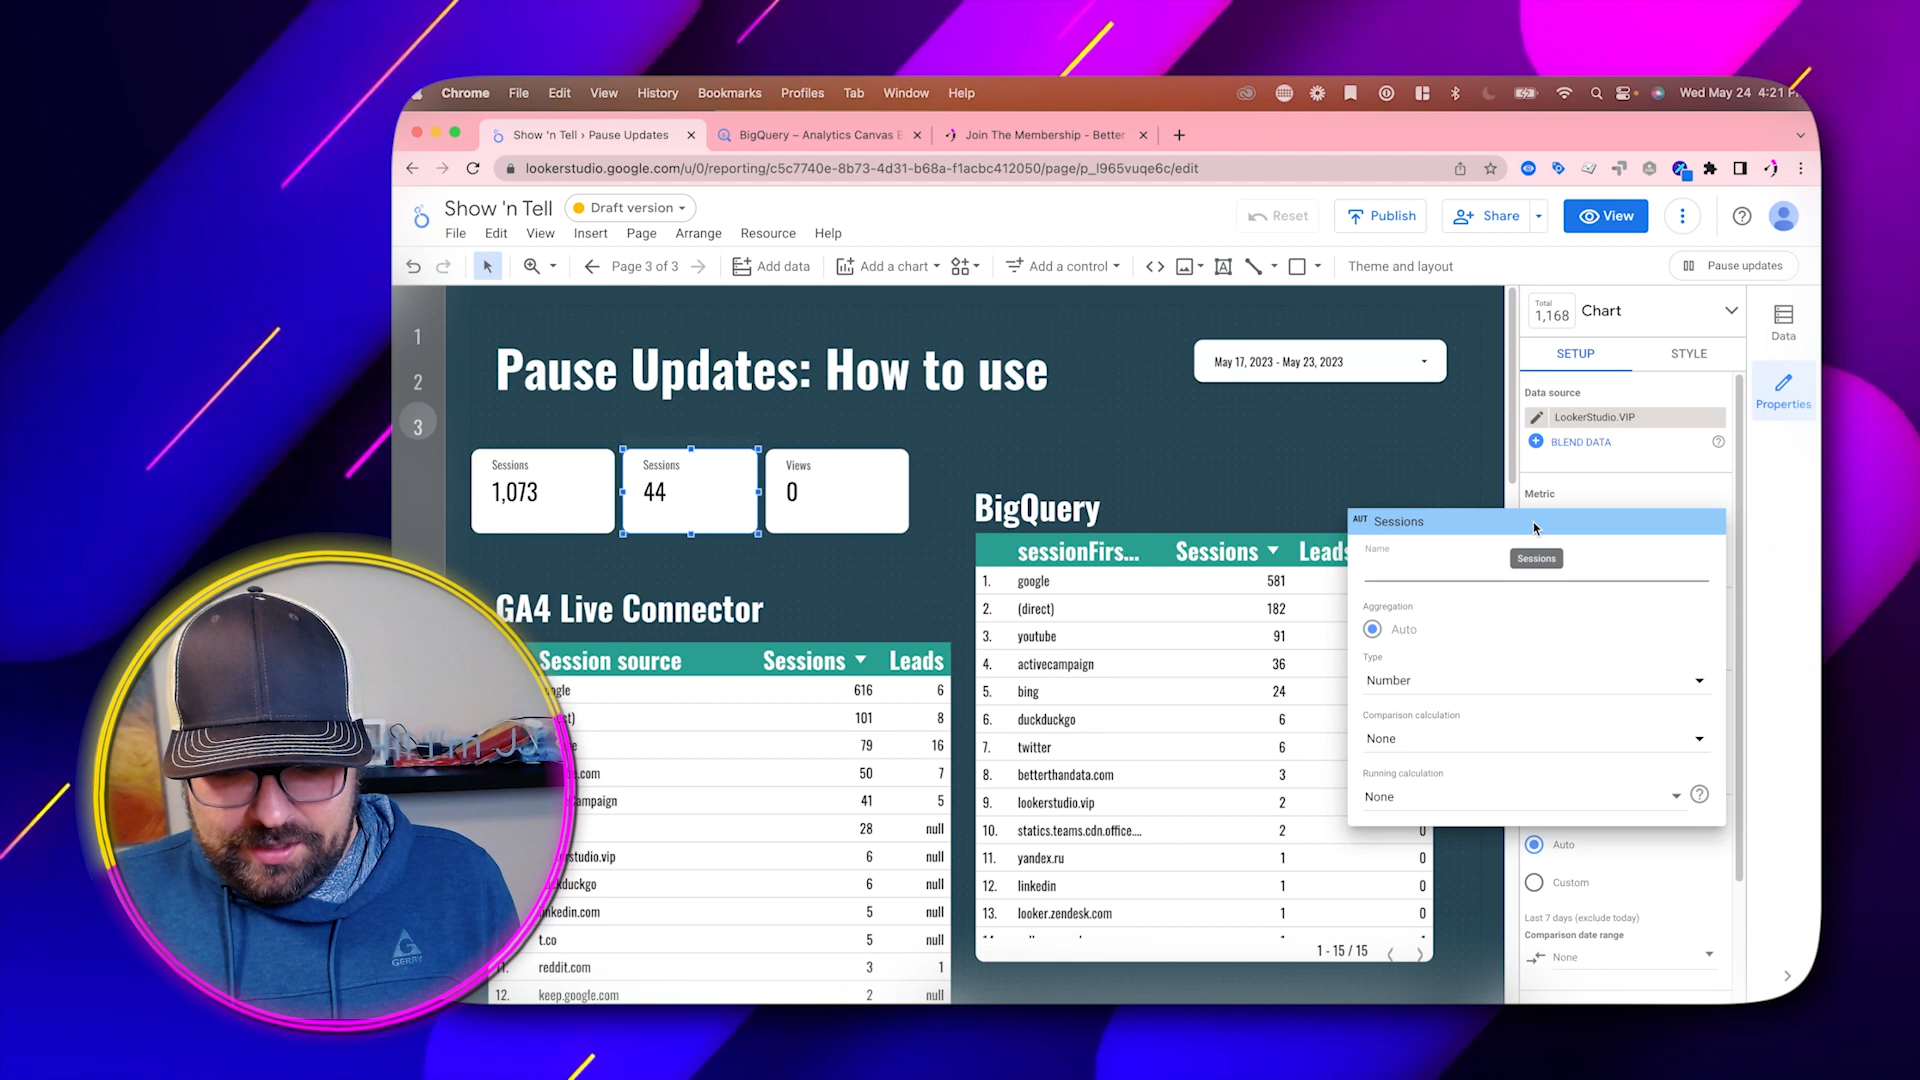 Chrome File Edit View History Bookmarks Profiles Tab Window Help
Wed May 24 4:21
Show 'n Tell › Pause Updates
BigQuery – Analytics Canvas
Join The Membership - Better
lookerstudio.google.com/u/0/reporting/c5c7740e-8b73-4d31-b68a-f1acbc412050/page/p_l965vuqe6c/edit
Show 'n Tell
Draft version
Reset
Publish
Share
View
File Edit View Insert Page Arrange Resource Help
Page 3 of 3
Add data
Add a chart
Add a control
Theme and layout
Pause updates
1
2
3
Pause Updates: How to use
May 17, 2023 - May 23, 2023
Sessions
1,073
Sessions
44
Views
0
GA4 Live Connector
Session source Sessions Leads
616 6
101 8
79 16
50 7
41 5
28 null
6 null
6 null
linkedin.com 5 null
t.co 5 null
11. reddit.com 3 1
12. keep.google.com 2 null
BigQuery
sessionFirs... Sessions Leads
1. google 581
2. (direct) 182
3. youtube 91
4. activecampaign 36
5. bing 24
6. duckduckgo 6
7. twitter 6
8. betterthandata.com 3
9. lookerstudio.vip 2
10. statics.teams.cdn.office.... 2 0
11. yandex.ru 1 0
12. linkedin 1 0
13. looker.zendesk.com 1 0
1 - 15 / 15
Total
1,168
Chart
SETUP
STYLE
Data source
LookerStudio.VIP
BLEND DATA
Metric
AUT Sessions
Name
Sessions
Aggregation
Auto
Type
Number
Comparison calculation
None
Running calculation
None
Auto
Custom
Last 7 days (exclude today)
Comparison date range
None
Data
Properties
GERRY